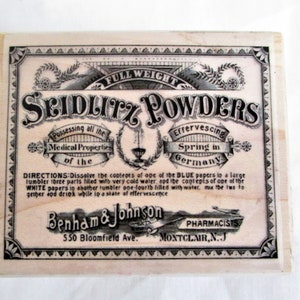 FULL WEIGHT
SEIDLITZ POWDERS
Possessing all the
Medical Properties
of the
Effervescing
Spring in
Germany
DIRECTIONS: Dissolve the contents of one of the BLUE papers in a large
tumbler three parts filled with very cold water and the contents of one of the
WHITE papers in another tumbler one fourth filled with water, mix the two to
gether and drink while in a state of effervescence
Benham & Johnson
PHARMACISTS
550 Bloomfield Ave. MONTCLAIR, N.J